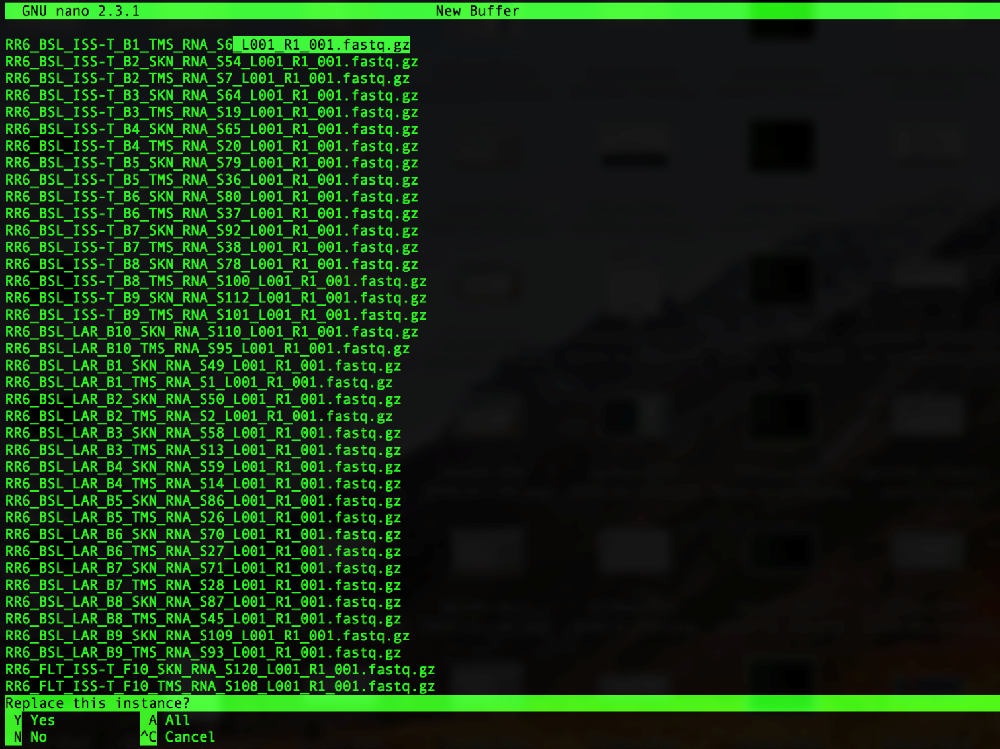 GNU nano 2.3.1 New Buffer
RR6_BSL_ISS-T_B1_TMS_RNA_S6_L001_R1_001.fastq.gz
RR6_BSL_ISS-T_B2_SKN_RNA_S54_L001_R1_001.fastq.gz
RR6_BSL_ISS-T_B2_TMS_RNA_S7_L001_R1_001.fastq.gz
RR6_BSL_ISS-T_B3_SKN_RNA_S64_L001_R1_001.fastq.gz
RR6_BSL_ISS-T_B3_TMS_RNA_S19_L001_R1_001.fastq.gz
RR6_BSL_ISS-T_B4_SKN_RNA_S65_L001_R1_001.fastq.gz
RR6_BSL_ISS-T_B4_TMS_RNA_S20_L001_R1_001.fastq.gz
RR6_BSL_ISS-T_B5_SKN_RNA_S79_L001_R1_001.fastq.gz
RR6_BSL_ISS-T_B5_TMS_RNA_S36_L001_R1_001.fastq.gz
RR6_BSL_ISS-T_B6_SKN_RNA_S80_L001_R1_001.fastq.gz
RR6_BSL_ISS-T_B6_TMS_RNA_S37_L001_R1_001.fastq.gz
RR6_BSL_ISS-T_B7_SKN_RNA_S92_L001_R1_001.fastq.gz
RR6_BSL_ISS-T_B7_TMS_RNA_S38_L001_R1_001.fastq.gz
RR6_BSL_ISS-T_B8_SKN_RNA_S78_L001_R1_001.fastq.gz
RR6_BSL_ISS-T_B8_TMS_RNA_S100_L001_R1_001.fastq.gz
RR6_BSL_ISS-T_B9_SKN_RNA_S112_L001_R1_001.fastq.gz
RR6_BSL_ISS-T_B9_TMS_RNA_S101_L001_R1_001.fastq.gz
RR6_BSL_LAR_B10_SKN_RNA_S110_L001_R1_001.fastq.gz
RR6_BSL_LAR_B10_TMS_RNA_S95_L001_R1_001.fastq.gz
RR6_BSL_LAR_B1_SKN_RNA_S49_L001_R1_001.fastq.gz
RR6_BSL_LAR_B1_TMS_RNA_S1_L001_R1_001.fastq.gz
RR6_BSL_LAR_B2_SKN_RNA_S50_L001_R1_001.fastq.gz
RR6_BSL_LAR_B2_TMS_RNA_S2_L001_R1_001.fastq.gz
RR6_BSL_LAR_B3_SKN_RNA_S58_L001_R1_001.fastq.gz
RR6_BSL_LAR_B3_TMS_RNA_S13_L001_R1_001.fastq.gz
RR6_BSL_LAR_B4_SKN_RNA_S59_L001_R1_001.fastq.gz
RR6_BSL_LAR_B4_TMS_RNA_S14_L001_R1_001.fastq.gz
RR6_BSL_LAR_B5_SKN_RNA_S86_L001_R1_001.fastq.gz
RR6_BSL_LAR_B5_TMS_RNA_S26_L001_R1_001.fastq.gz
RR6_BSL_LAR_B6_SKN_RNA_S70_L001_R1_001.fastq.gz
RR6_BSL_LAR_B6_TMS_RNA_S27_L001_R1_001.fastq.gz
RR6_BSL_LAR_B7_SKN_RNA_S71_L001_R1_001.fastq.gz
RR6_BSL_LAR_B7_TMS_RNA_S28_L001_R1_001.fastq.gz
RR6_BSL_LAR_B8_SKN_RNA_S87_L001_R1_001.fastq.gz
RR6_BSL_LAR_B8_TMS_RNA_S45_L001_R1_001.fastq.gz
RR6_BSL_LAR_B9_SKN_RNA_S109_L001_R1_001.fastq.gz
RR6_BSL_LAR_B9_TMS_RNA_S93_L001_R1_001.fastq.gz
RR6_FLT_ISS-T_F10_SKN_RNA_S120_L001_R1_001.fastq.gz
RR6_FLT_ISS-T_F10_TMS_RNA_S108_L001_R1_001.fastq.gz
Replace this instance?
Y Yes A All
N No ^C Cancel